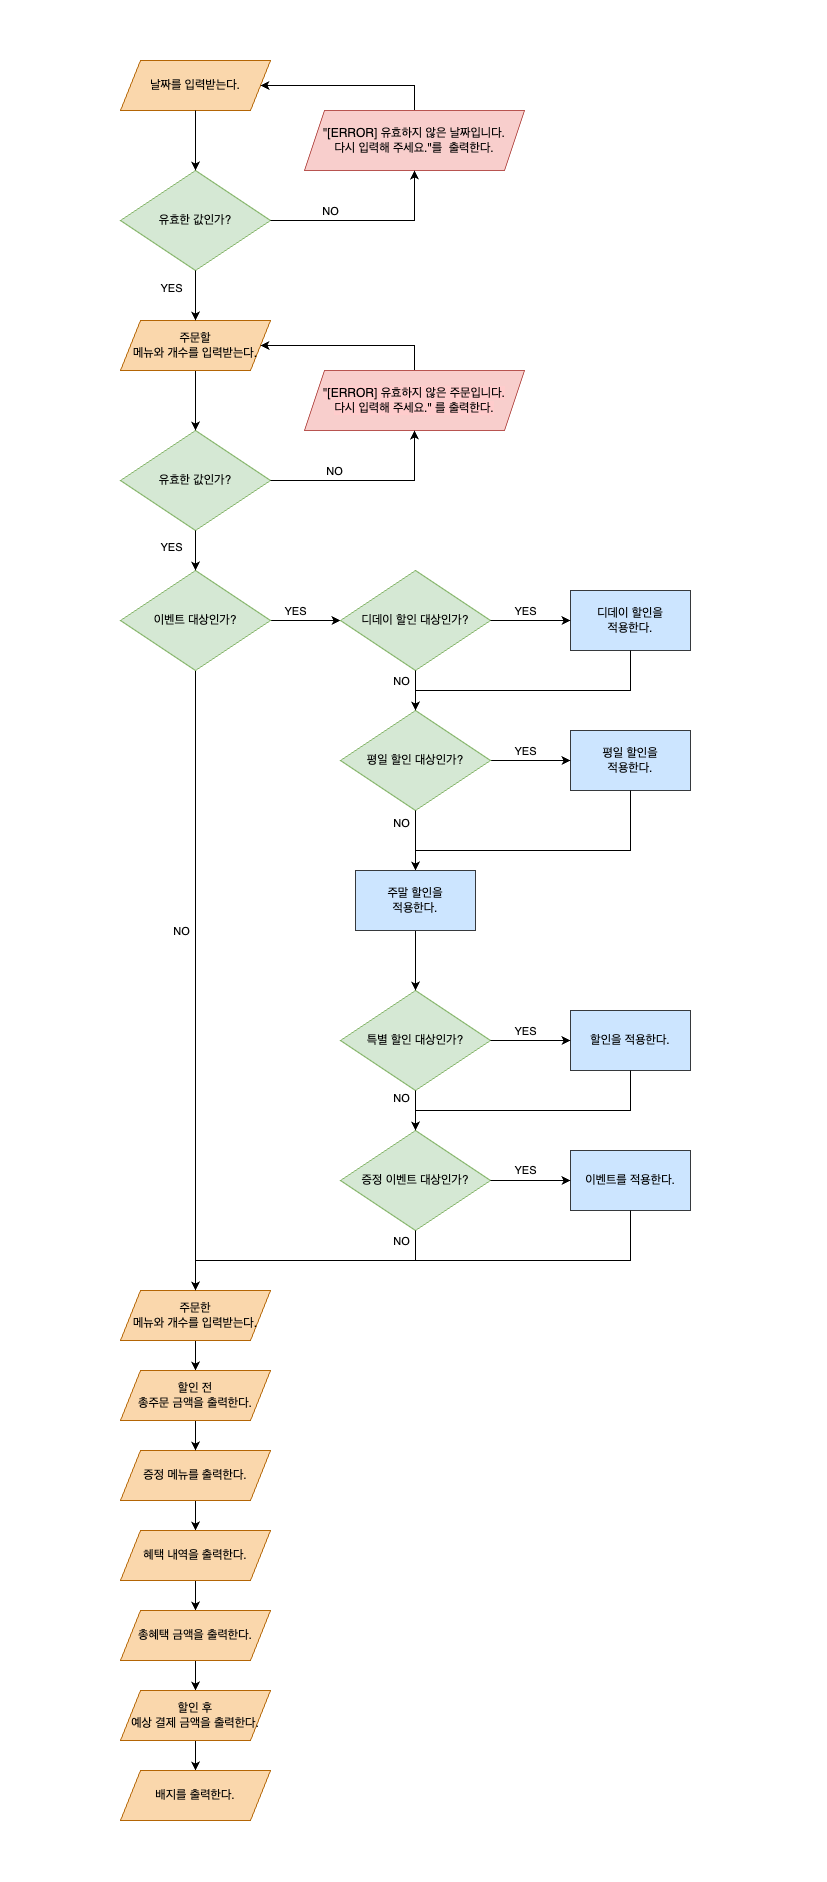 날짜를 입력받는다.
"[ERROR] 유효하지 않은 날짜입니다.
다시 입력해 주세요."를 출력한다.
유효한 값인가?
NO
YES
주문할
메뉴와 개수를 입력받는다.
"[ERROR] 유효하지 않은 주문입니다.
다시 입력해 주세요." 를 출력한다.
유효한 값인가?
NO
YES
이벤트 대상인가?
YES
디데이 할인 대상인가?
YES
디데이 할인을
적용한다.
NO
평일 할인 대상인가?
YES
평일 할인을
적용한다.
NO
주말 할인을
적용한다.
NO
특별 할인 대상인가?
YES
할인을 적용한다.
NO
증정 이벤트 대상인가?
YES
이벤트를 적용한다.
NO
주문한
메뉴와 개수를 입력받는다.
할인 전
총주문 금액을 출력한다.
증정 메뉴를 출력한다.
혜택 내역을 출력한다.
총혜택 금액을 출력한다.
할인 후
예상 결제 금액을 출력한다.
배지를 출력한다.